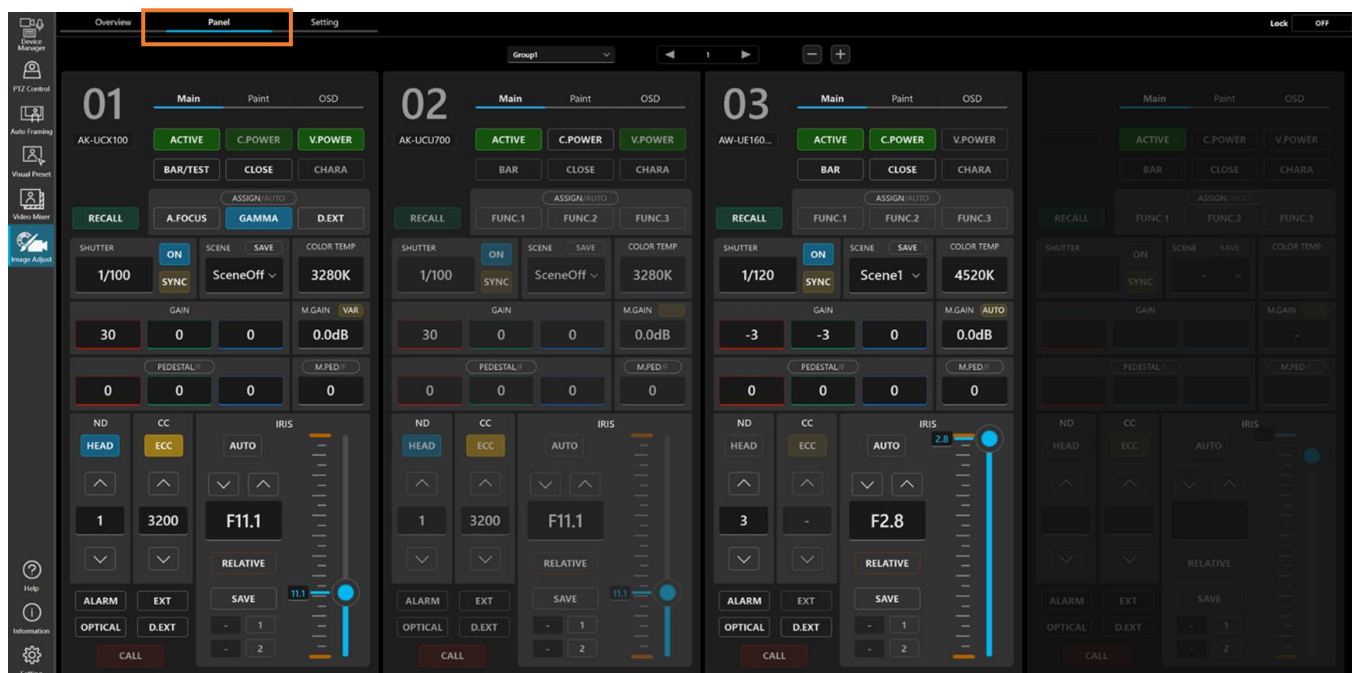 Overview Panel Setting Lock OFF
Device Manager
PTZ Control
Auto Framing
Visual Preset
Video Mixer
Image Adjust
Help
Information
Setting
Group1 1
01 Main Paint OSD
AK-UCX100 ACTIVE C.POWER V.POWER
BAR/TEST CLOSE CHARA
ASSIGN/AUTO
RECALL A.FOCUS GAMMA D.EXT
SHUTTER ON SCENE SAVE COLOR TEMP
1/100 SYNC SceneOff 3280K
GAIN M.GAIN VAR
30 0 0 0.0dB
PEDESTAL/F M.PED/F
0 0 0 0
ND CC IRIS
HEAD ECC AUTO
1 3200 F11.1
RELATIVE
11.1
ALARM EXT SAVE
OPTICAL D.EXT - 1
CALL - 2
02 Main Paint OSD
AK-UCU700 ACTIVE C.POWER V.POWER
BAR CLOSE CHARA
ASSIGN/AUTO
RECALL FUNC.1 FUNC.2 FUNC.3
SHUTTER ON SCENE SAVE COLOR TEMP
1/100 SYNC SceneOff 3280K
GAIN M.GAIN
30 0 0 0.0dB
PEDESTAL/F M.PED/F
0 0 0 0
ND CC IRIS
HEAD ECC AUTO
1 3200 F11.1
RELATIVE
11.1
ALARM EXT SAVE
OPTICAL D.EXT - 1
CALL - 2
03 Main Paint OSD
AW-UE160... ACTIVE C.POWER V.POWER
BAR CLOSE CHARA
ASSIGN/AUTO
RECALL FUNC.1 FUNC.2 FUNC.3
SHUTTER ON SCENE SAVE COLOR TEMP
1/120 SYNC Scene1 4520K
GAIN M.GAIN AUTO
-3 -3 0 0.0dB
PEDESTAL/F M.PED/F
0 0 0 0
ND CC IRIS
2.8
HEAD ECC AUTO
3 - F2.8
RELATIVE
ALARM EXT SAVE
OPTICAL D.EXT - 1
CALL - 2
Main Paint OSD
ACTIVE C.POWER V.POWER
BAR CLOSE CHARA
ASSIGN/AUTO
RECALL FUNC.1 FUNC.2 FUNC.3
SHUTTER ON SCENE SAVE COLOR TEMP
SYNC -
GAIN M.GAIN
-
PEDESTAL/F M.PED/F
ND CC IRIS
HEAD ECC AUTO
RELATIVE
ALARM EXT SAVE
OPTICAL D.EXT - 1
CALL - 2